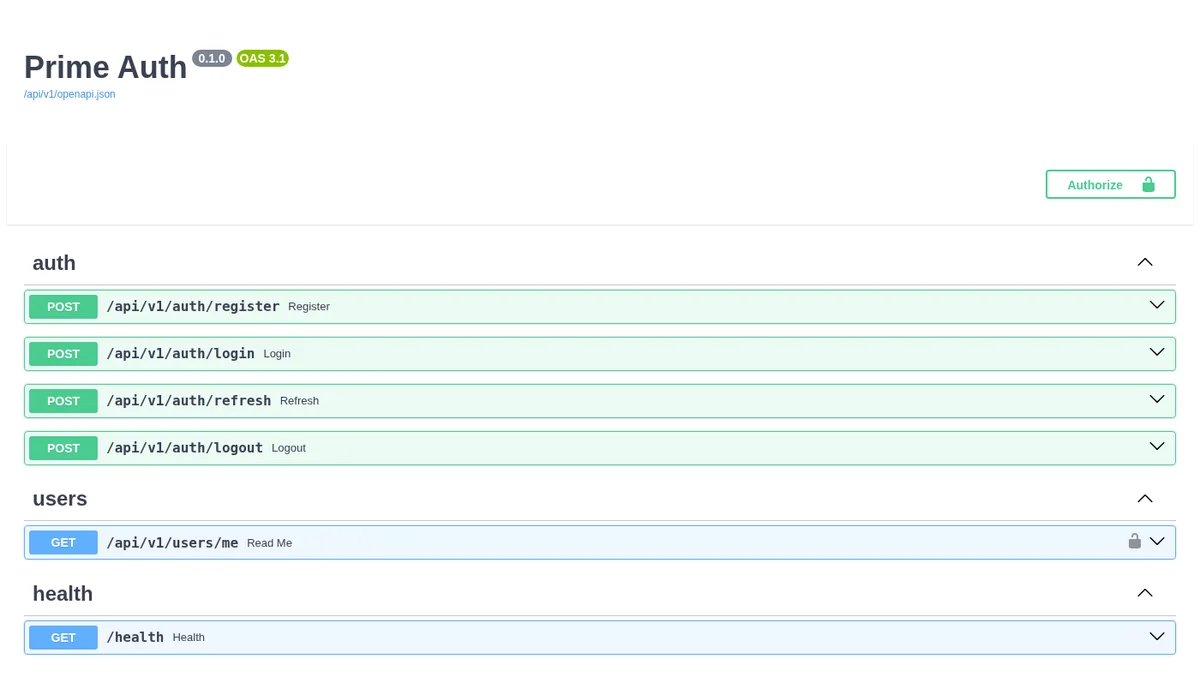 Prime Auth 0.1.0 OAS 3.1
/api/v1/openapi.json
Authorize
auth
POST /api/v1/auth/register Register
POST /api/v1/auth/login Login
POST /api/v1/auth/refresh Refresh
POST /api/v1/auth/logout Logout
users
GET /api/v1/users/me Read Me
health
GET /health Health